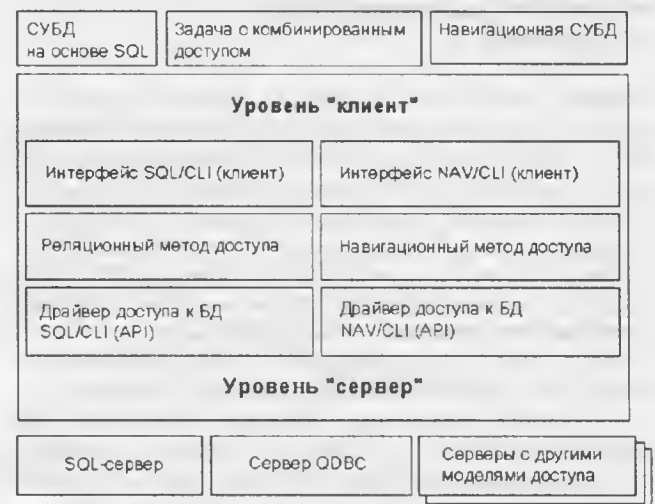 СУБД
на основе SQL
Задача с комбинированным
доступом
Навигационная СУБД
Уровень "клиент"
Интерфейс SQL/CLI (клиент)
Интерфейс NAV/CLI (клиент)
Реляционный метод доступа
Навигационный метод доступа
Драйвер доступа к БД
SQL/CLI (API)
Драйвер доступа к БД
NAV/CLI (API)
Уровень "сервер"
SQL-сервер
Сервер ODBC
Серверы с другими
моделями доступа